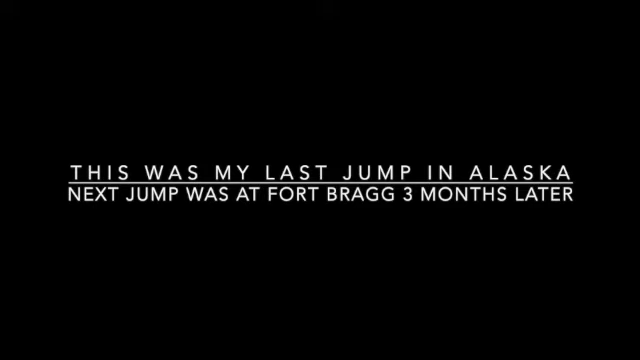 THIS WAS MY LAST JUMP IN ALASKA
NEXT JUMP WAS AT FORT BRAGG 3 MONTHS LATER